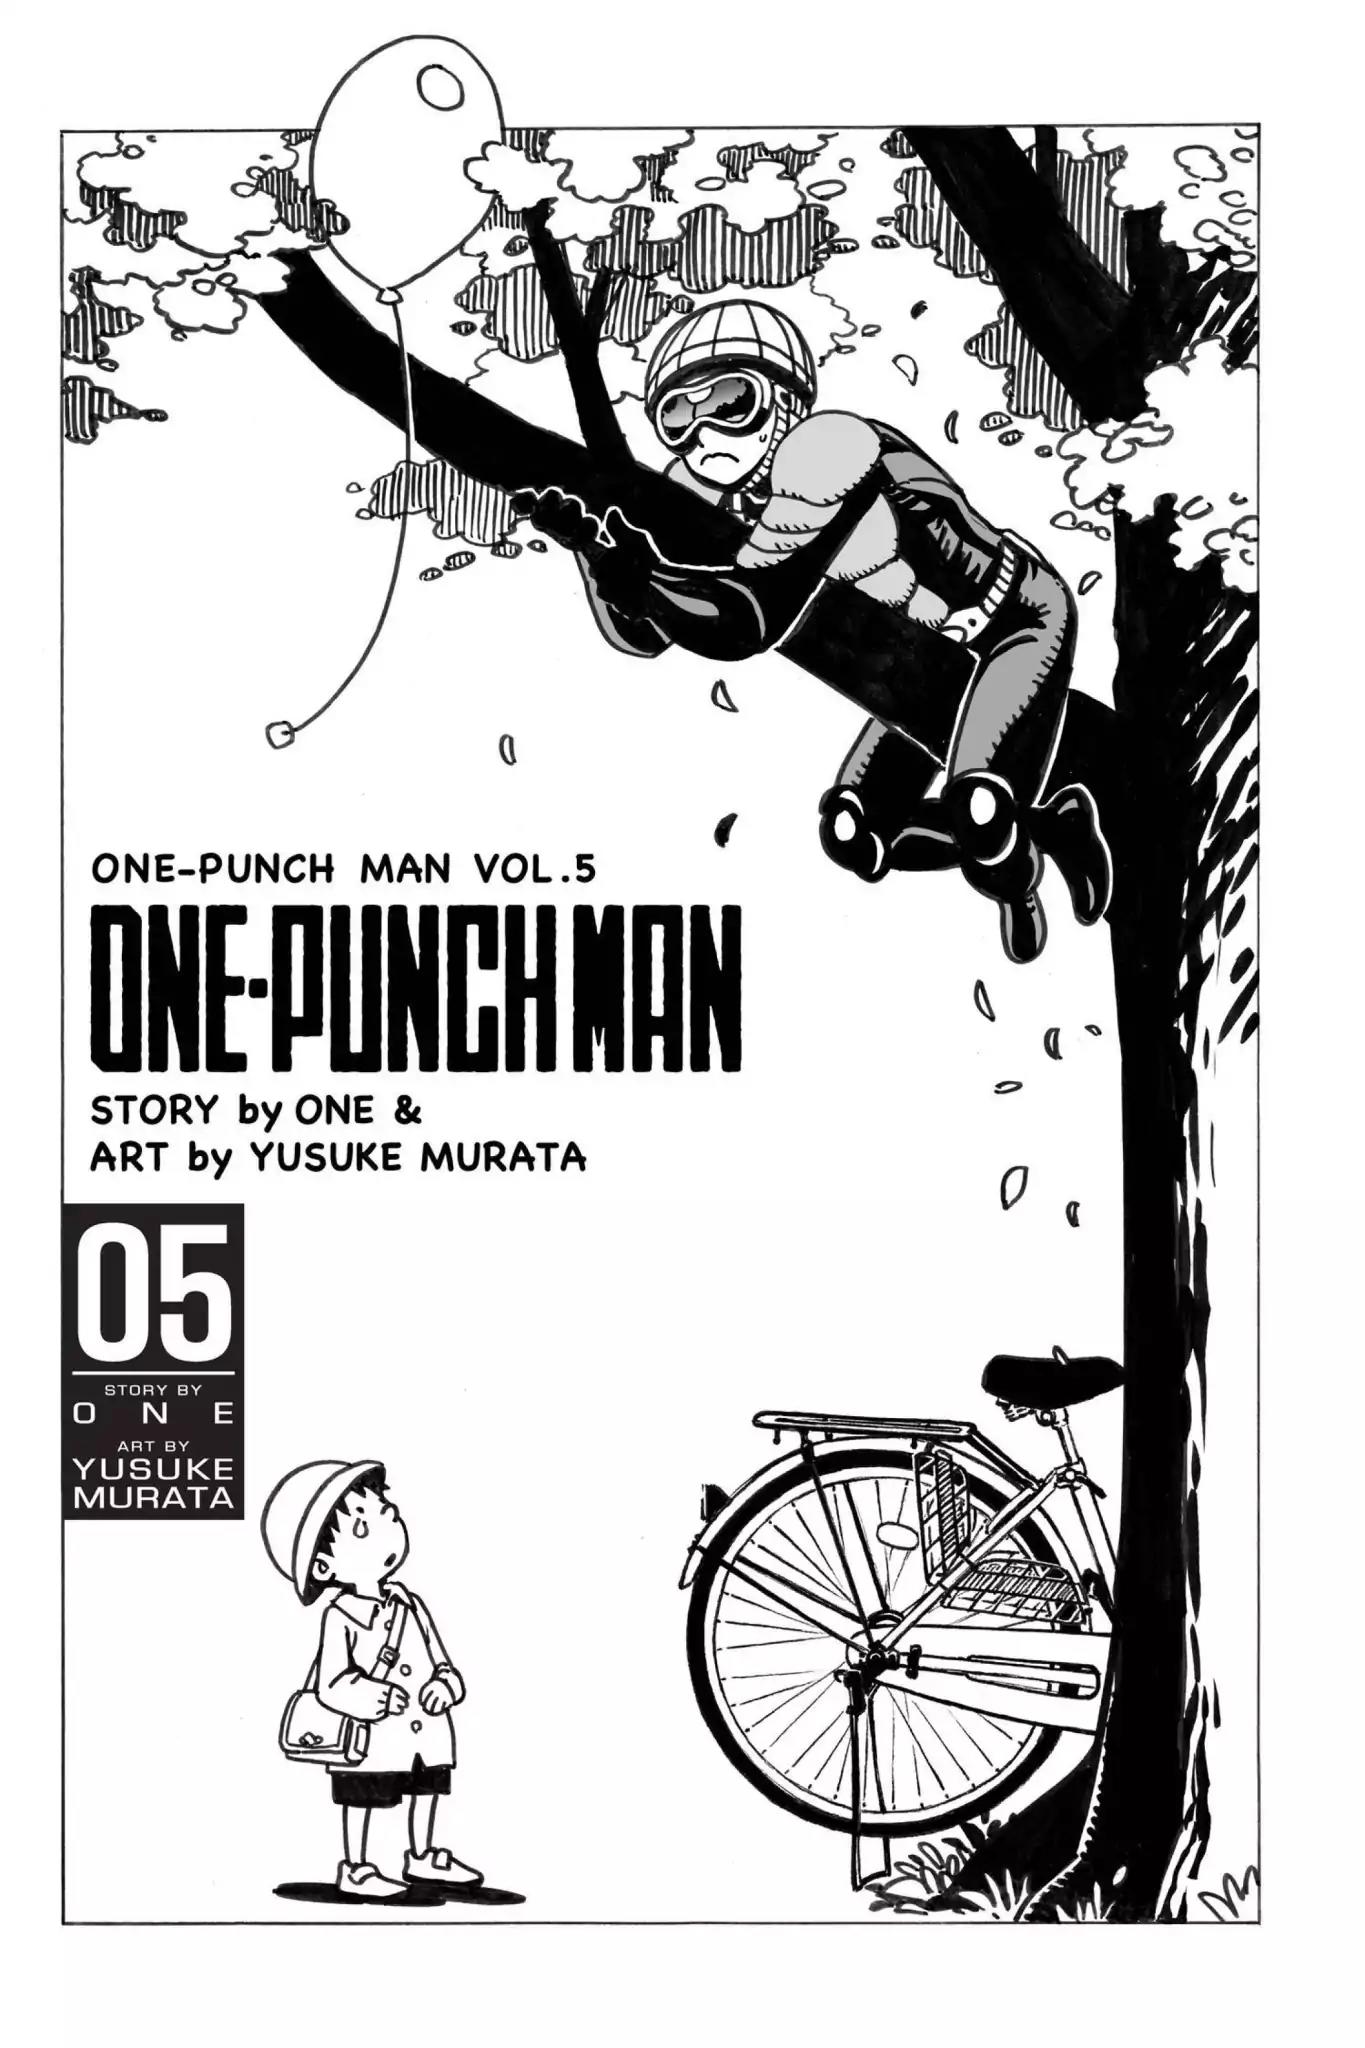 ONE-PUNCH MAN VOL.5
ONE-PUNCH MAN
STORY by ONE &
ART by YUSUKE MURATA
05
STORY BY
ONE
ART BY
YUSUKE
MURATA